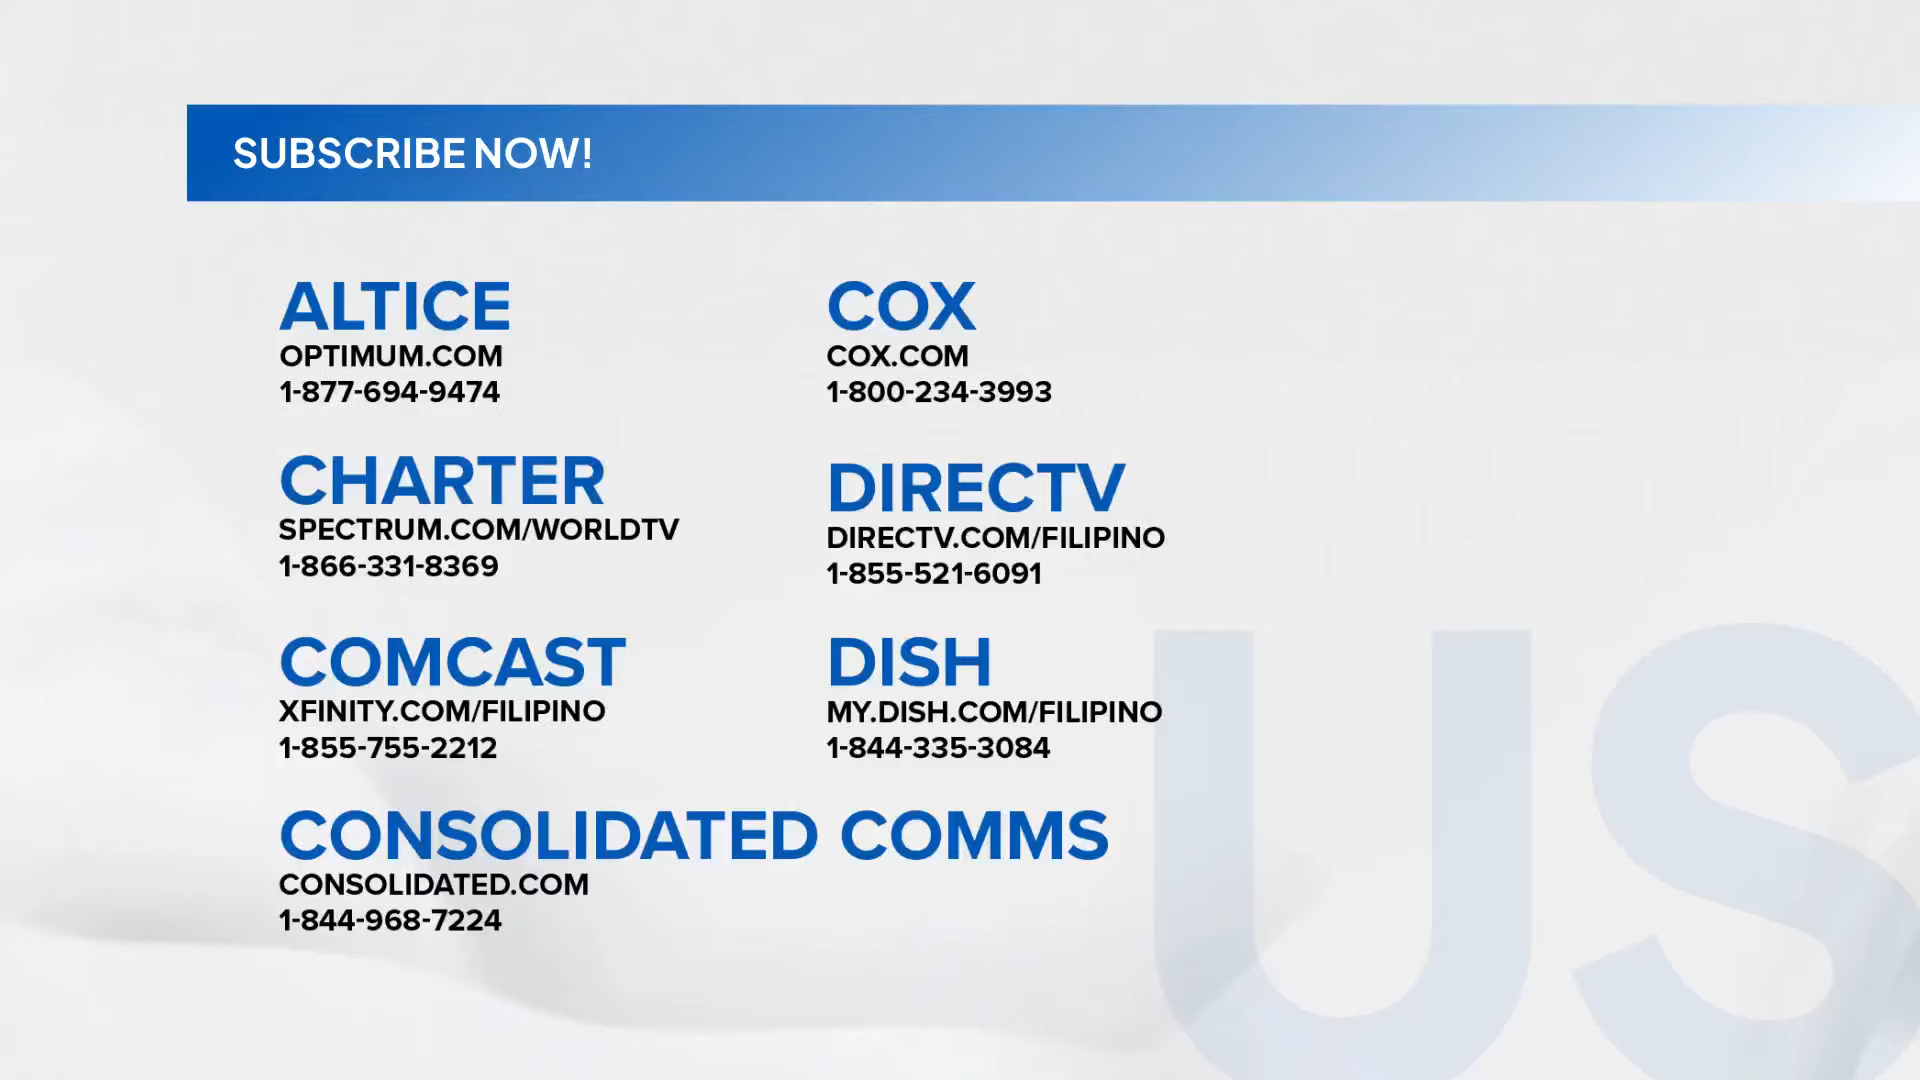 SUBSCRIBE NOW!
ALTICE
OPTIMUM.COM
1-877-694-9474
CHARTER
SPECTRUM.COM/WORLDTV
1-866-331-8369
COMCAST
XFINITY.COM/FILIPINO
1-855-755-2212
CONSOLIDATED COMMS
CONSOLIDATED.COM
1-844-968-7224
COX
COX.COM
1-800-234-3993
DIRECTV
DIRECTV.COM/FILIPINO
1-855-521-6091
DISH
MY.DISH.COM/FILIPINO
1-844-335-3084
US